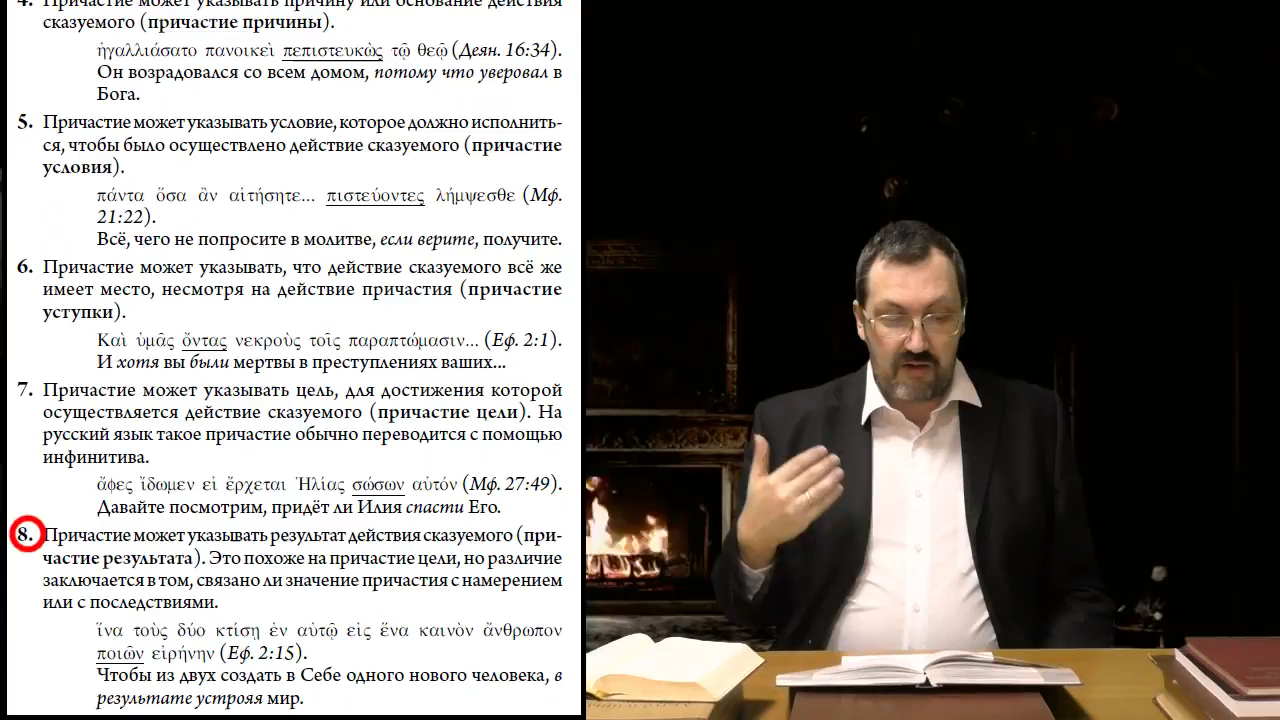 4. Причастие может указывать причину или основание действия
сказуемого (причастие причины).
ἠγαλλιάσατο πανοικεὶ πεπιστευκὼς τῷ θεῷ (Деян. 16:34).
Он возрадовался со всем домом, потому что уверовал в
Бога.
5. Причастие может указывать условие, которое должно исполнить-
ся, чтобы было осуществлено действие сказуемого (причастие
условия).
πάντα ὅσα ἂν αἰτήσητε... πιστεύοντες λήμψεσθε (Мф.
21:22).
Всё, чего не попросите в молитве, если верите, получите.
6. Причастие может указывать, что действие сказуемого всё же
имеет место, несмотря на действие причастия (причастие
уступки).
Καὶ ὑμᾶς ὄντας νεκροὺς τοῖς παραπτώμασιν... (Еф. 2:1).
И хотя вы были мертвы в преступлениях ваших...
7. Причастие может указывать цель, для достижения которой
осуществляется действие сказуемого (причастие цели). На
русский язык такое причастие обычно переводится с помощью
инфинитива.
ἄφες ἴδωμεν εἰ ἔρχεται Ἠλίας σώσων αὐτόν (Мф. 27:49).
Давайте посмотрим, придёт ли Илия спасти Его.
8. Причастие может указывать результат действия сказуемого (при-
частие результата). Это похоже на причастие цели, но различие
заключается в том, связано ли значение причастия с намерением
или с последствиями.
ἵνα τοὺς δύο κτίσῃ ἐν αὐτῷ εἰς ἕνα καινὸν ἄνθρωπον
ποιῶν εἰρήνην (Еф. 2:15).
Чтобы из двух создать в Себе одного нового человека, в
результате устрояя мир.